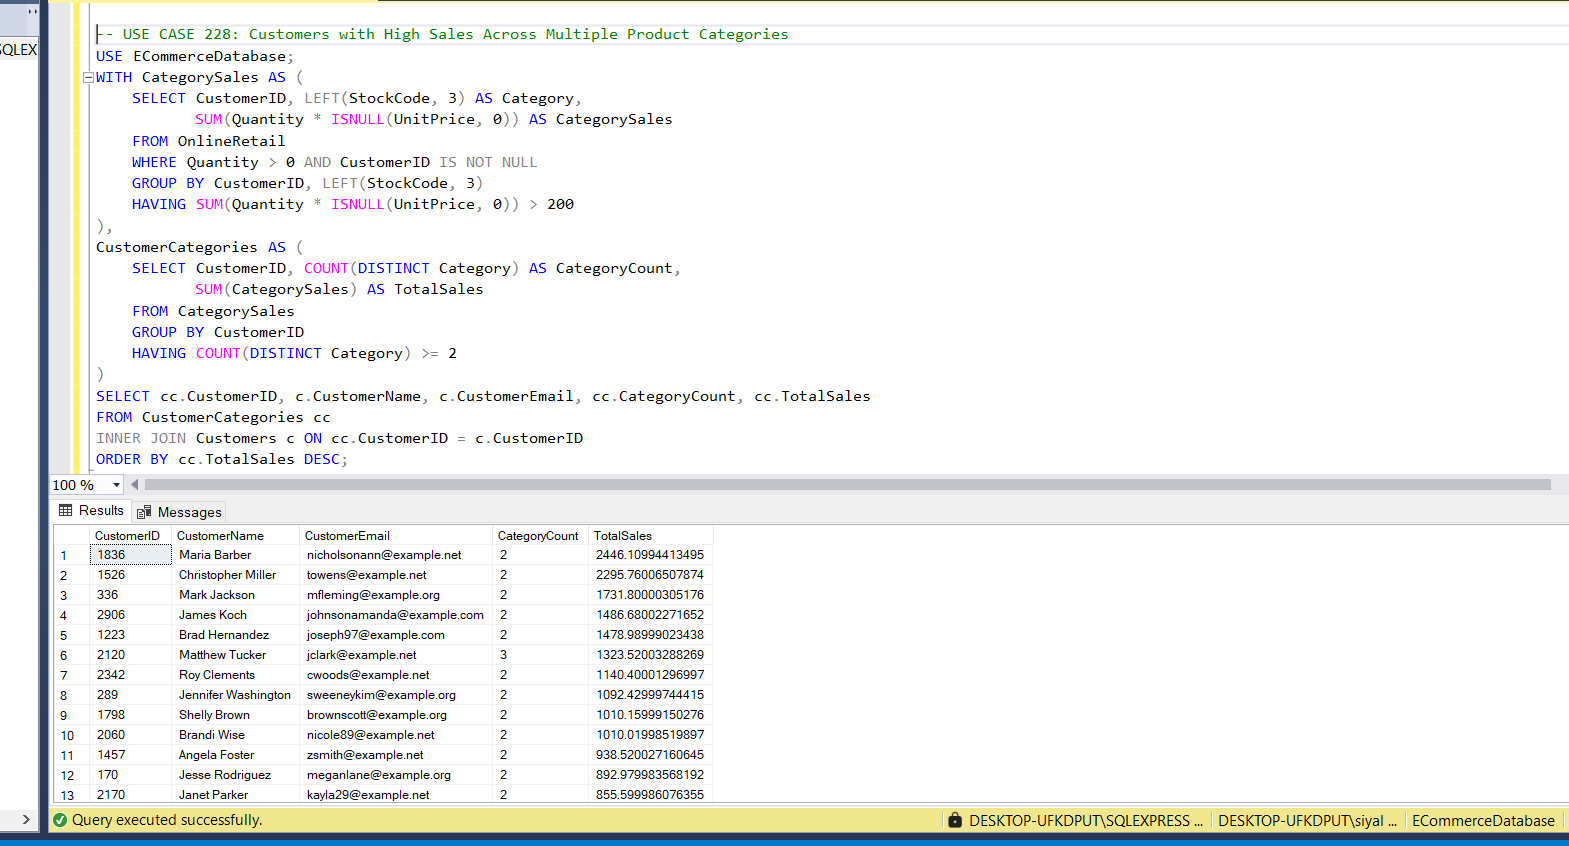 SQLEX
-- USE CASE 228: Customers with High Sales Across Multiple Product Categories
USE ECommerceDatabase;
WITH CategorySales AS (
    SELECT CustomerID, LEFT(StockCode, 3) AS Category,
           SUM(Quantity * ISNULL(UnitPrice, 0)) AS CategorySales
    FROM OnlineRetail
    WHERE Quantity > 0 AND CustomerID IS NOT NULL
    GROUP BY CustomerID, LEFT(StockCode, 3)
    HAVING SUM(Quantity * ISNULL(UnitPrice, 0)) > 200
),
CustomerCategories AS (
    SELECT CustomerID, COUNT(DISTINCT Category) AS CategoryCount,
           SUM(CategorySales) AS TotalSales
    FROM CategorySales
    GROUP BY CustomerID
    HAVING COUNT(DISTINCT Category) >= 2
)
SELECT cc.CustomerID, c.CustomerName, c.CustomerEmail, cc.CategoryCount, cc.TotalSales
FROM CustomerCategories cc
INNER JOIN Customers c ON cc.CustomerID = c.CustomerID
ORDER BY cc.TotalSales DESC;
100 %
Results Messages
CustomerID CustomerName CustomerEmail CategoryCount TotalSales
1 1836 Maria Barber nicholsonann@example.net 2 2446.10994413495
2 1526 Christopher Miller towens@example.net 2 2295.76006507874
3 336 Mark Jackson mfleming@example.org 2 1731.80000305176
4 2906 James Koch johnsonamanda@example.com 2 1486.68002271652
5 1223 Brad Hernandez joseph97@example.com 2 1478.98999023438
6 2120 Matthew Tucker jclark@example.net 3 1323.52003288269
7 2342 Roy Clements cwoods@example.net 2 1140.40001296997
8 289 Jennifer Washington sweeneykim@example.org 2 1092.42999744415
9 1798 Shelly Brown brownscott@example.org 2 1010.15999150276
10 2060 Brandi Wise nicole89@example.net 2 1010.01998519897
11 1457 Angela Foster zsmith@example.net 2 938.520027160645
12 170 Jesse Rodriguez meganlane@example.org 2 892.979983568192
13 2170 Janet Parker kayla29@example.net 2 855.599986076355
Query executed successfully. DESKTOP-UFKDPUT\SQLEXPRESS ... DESKTOP-UFKDPUT\siyal ... ECommerceDatabase